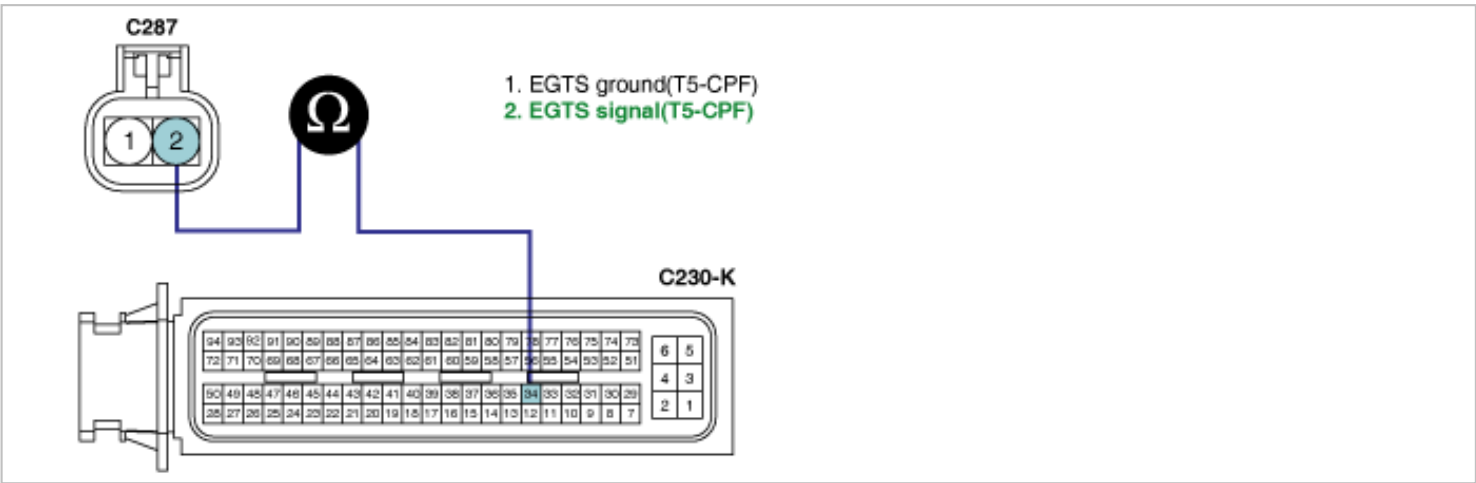 C287
1 2
Ω
1. EGTS ground(T5-CPF)
2. EGTS signal(T5-CPF)
C230-K
94 93 92 91 90 89 88 87 86 85 84 83 82 81 80 79 78 77 76 75 74 73
72 71 70 69 68 67 66 65 64 63 62 61 60 59 58 57 56 55 54 53 52 51
50 49 48 47 46 45 44 43 42 41 40 39 38 37 36 35 34 33 32 31 30 29
28 27 26 25 24 23 22 21 20 19 18 17 16 15 14 13 12 11 10 9 8 7
6 5
4 3
2 1